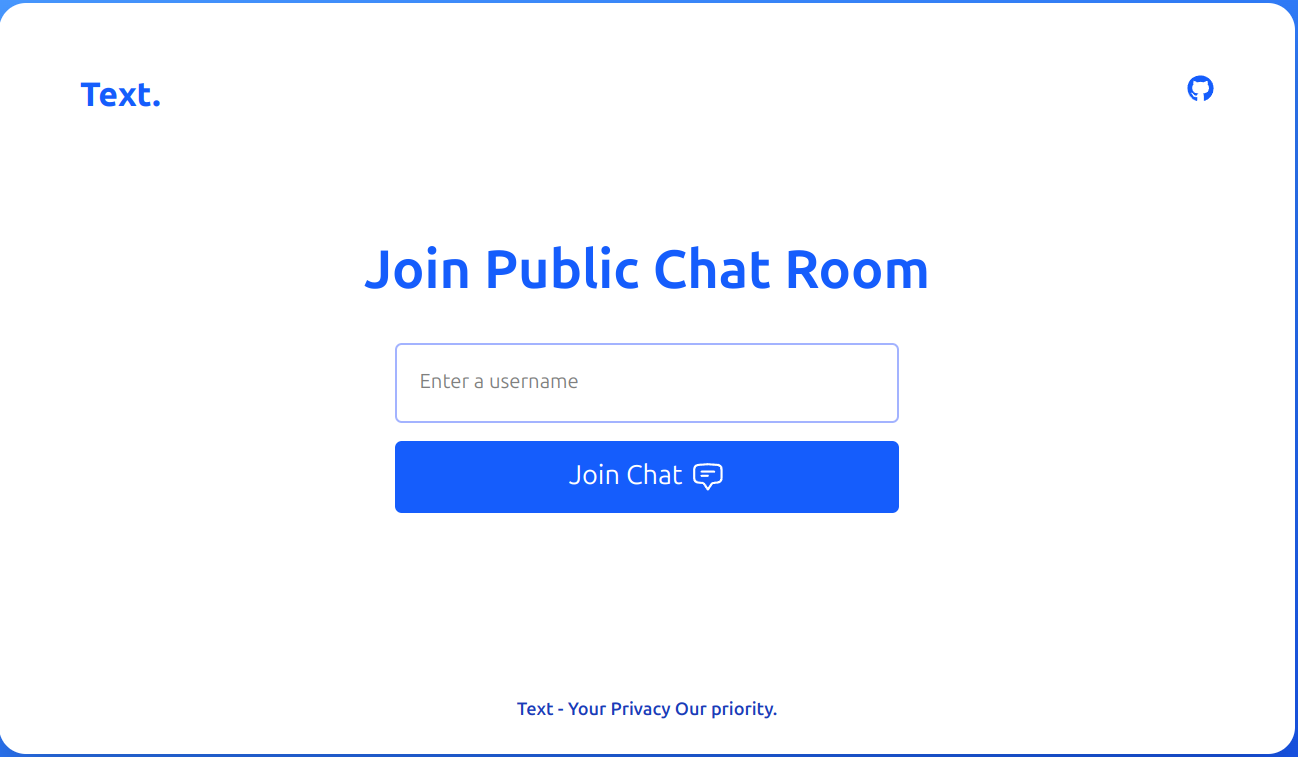 Text.
Join Public Chat Room
Enter a username
Join Chat
Text - Your Privacy Our priority.